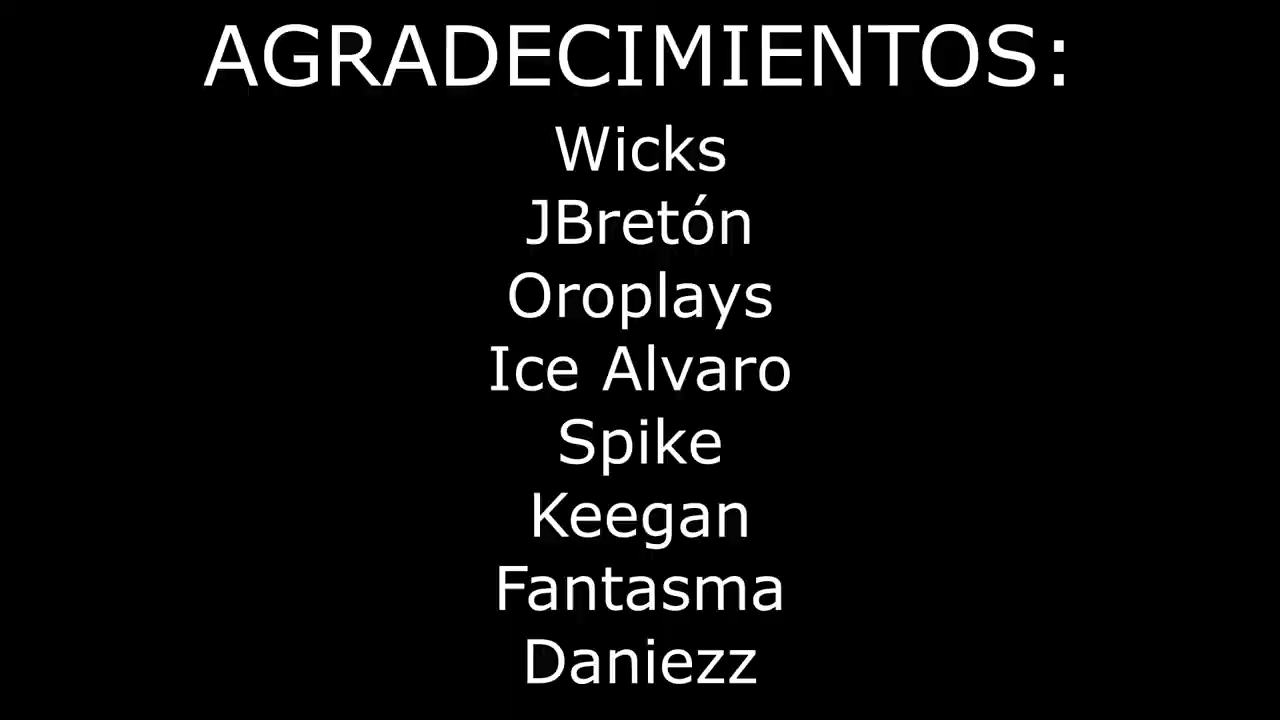 AGRADECIMIENTOS:
Wicks
JBretón
Oroplays
Ice Alvaro
Spike
Keegan
Fantasma
Daniezz